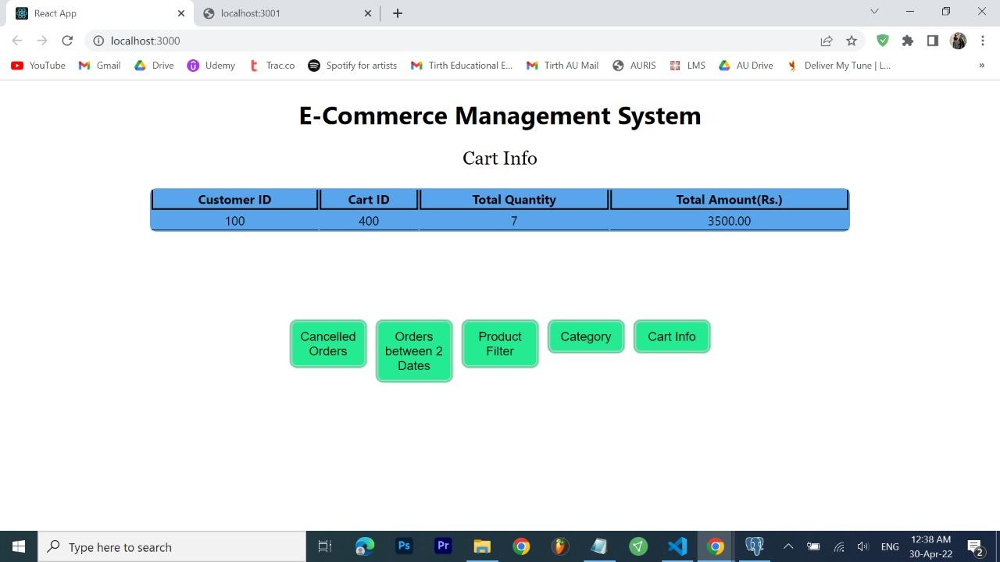 React App
localhost:3001
localhost:3000
YouTube Gmail Drive Udemy Trac.co Spotify for artists Tirth Educational E... Tirth AU Mail AURIS LMS AU Drive Deliver My Tune | L... »
E-Commerce Management System
Cart Info
Customer ID Cart ID Total Quantity Total Amount(Rs.)
100 400 7 3500.00
Cancelled
Orders
Orders
between 2
Dates
Product
Filter
Category
Cart Info
Type here to search
Ps
Pr
ENG
12:38 AM
30-Apr-22
2